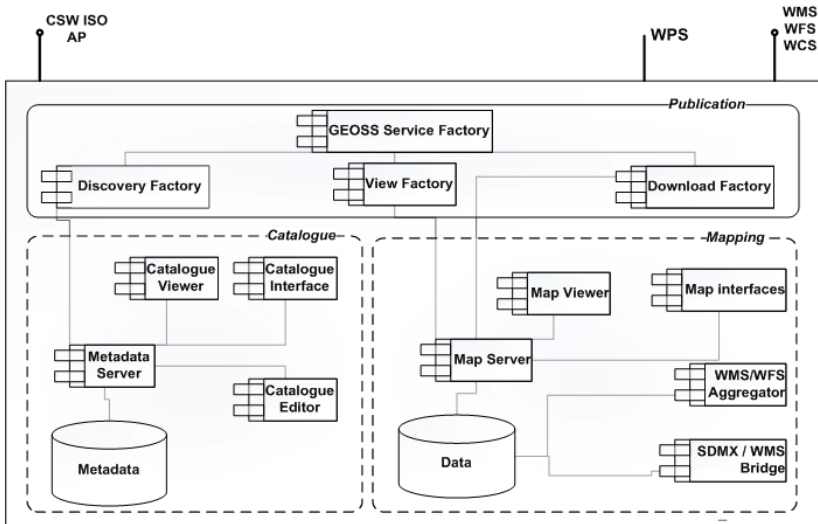 CSW ISO
AP
WPS
WMS
WFS
WCS
Publication
GEOSS Service Factory
Discovery Factory
View Factory
Download Factory
Catalogue
Catalogue
Viewer
Catalogue
Interface
Metadata
Server
Catalogue
Editor
Metadata
Mapping
Map Viewer
Map interfaces
Map Server
WMS/WFS
Aggregator
Data
SDMX / WMS
Bridge